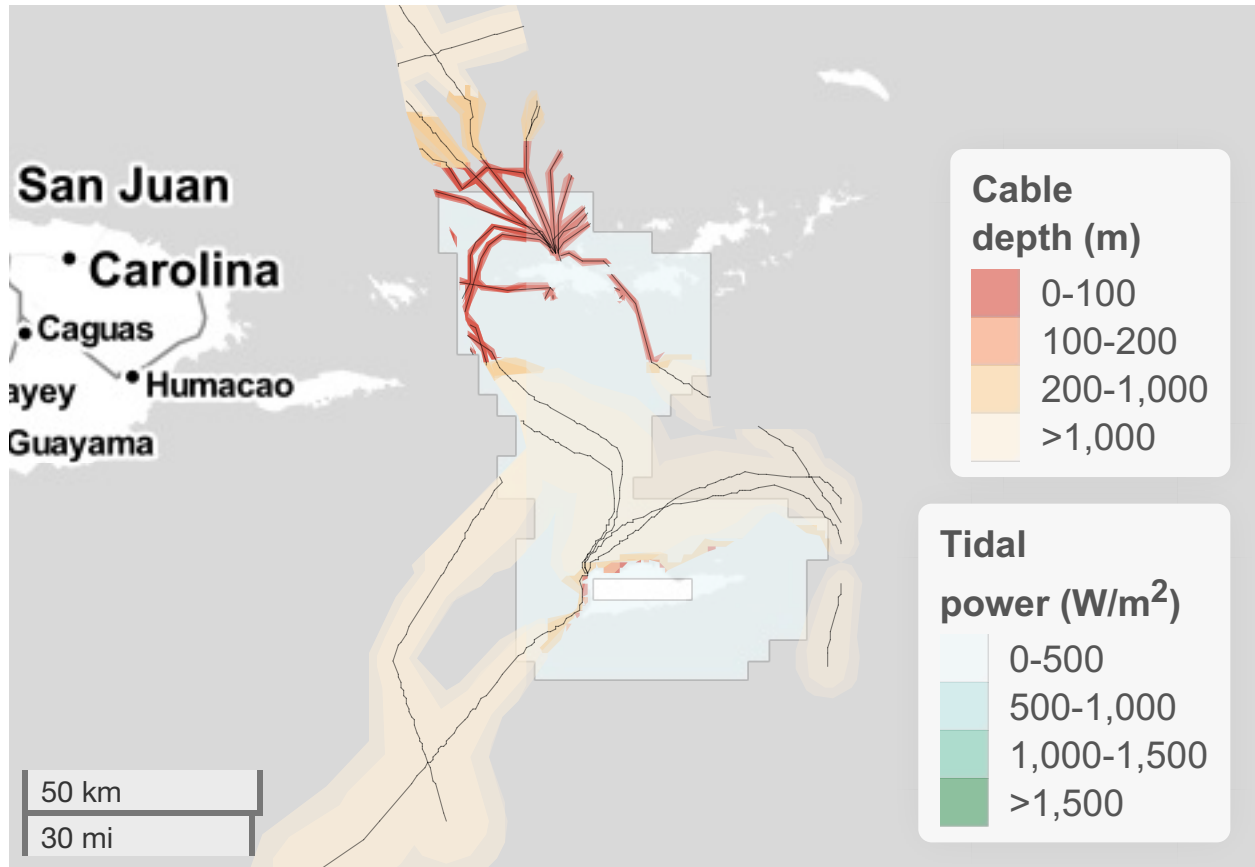 San Juan
Carolina
Caguas
ayey
Humacao
Guayama
Cable
depth (m)
0-100
100-200
200-1,000
>1,000
Tidal
power (W/m²)
0-500
500-1,000
1,000-1,500
>1,500
50 km
30 mi